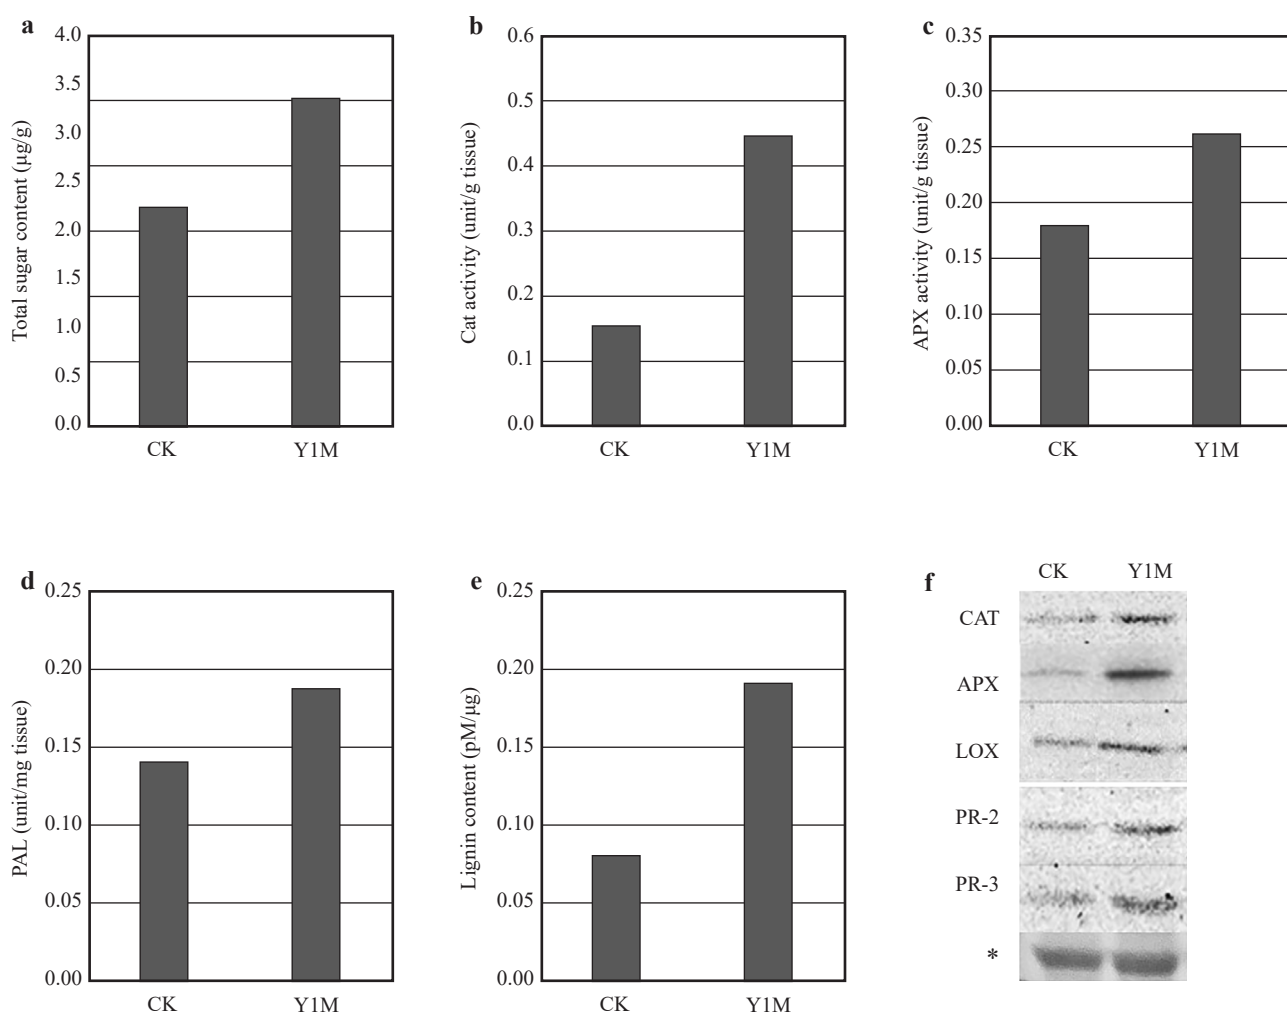 a
Total sugar content (μg/g)
4.0
3.5
3.0
2.5
2.0
1.5
1.0
0.5
0.0
CK Y1M
b
Cat activity (unit/g tissue)
0.6
0.5
0.4
0.3
0.2
0.1
0.0
CK Y1M
c
APX activity (unit/g tissue)
0.35
0.30
0.25
0.20
0.15
0.10
0.05
0.00
CK Y1M
d
PAL (unit/mg tissue)
0.25
0.20
0.15
0.10
0.05
0.00
CK Y1M
e
Lignin content (pM/μg)
0.25
0.20
0.15
0.10
0.05
0.00
CK Y1M
f
CK Y1M
CAT
APX
LOX
PR-2
PR-3
*